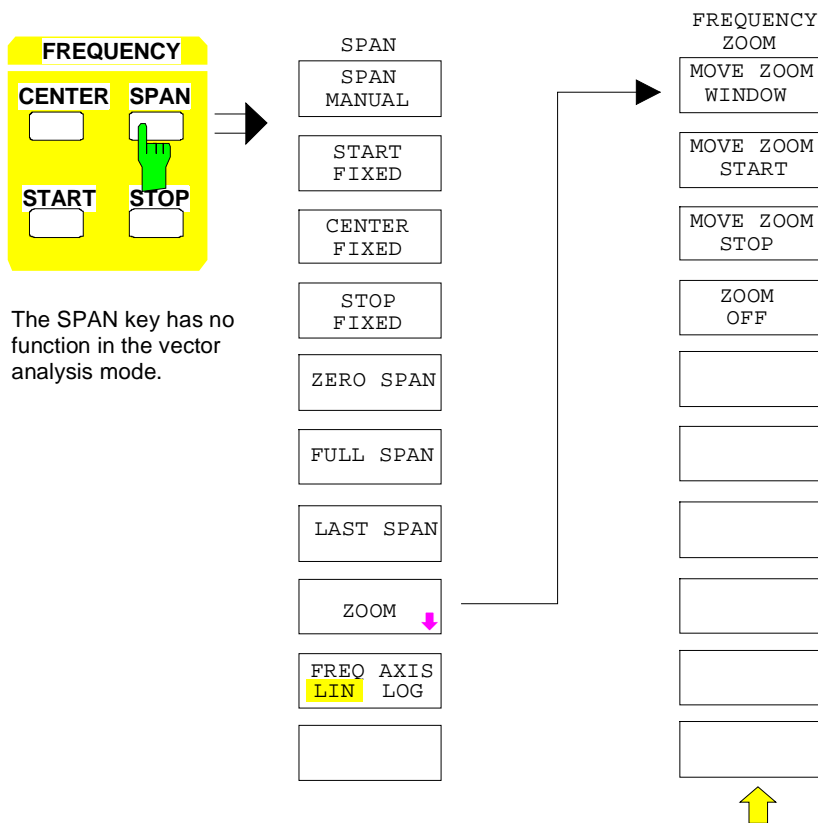 FREQUENCY
CENTER SPAN
START STOP
The SPAN key has no
function in the vector
analysis mode.
SPAN
SPAN
MANUAL
START
FIXED
CENTER
FIXED
STOP
FIXED
ZERO SPAN
FULL SPAN
LAST SPAN
ZOOM
FREQ AXIS
LIN LOG
FREQUENCY
ZOOM
MOVE ZOOM
WINDOW
MOVE ZOOM
START
MOVE ZOOM
STOP
ZOOM
OFF